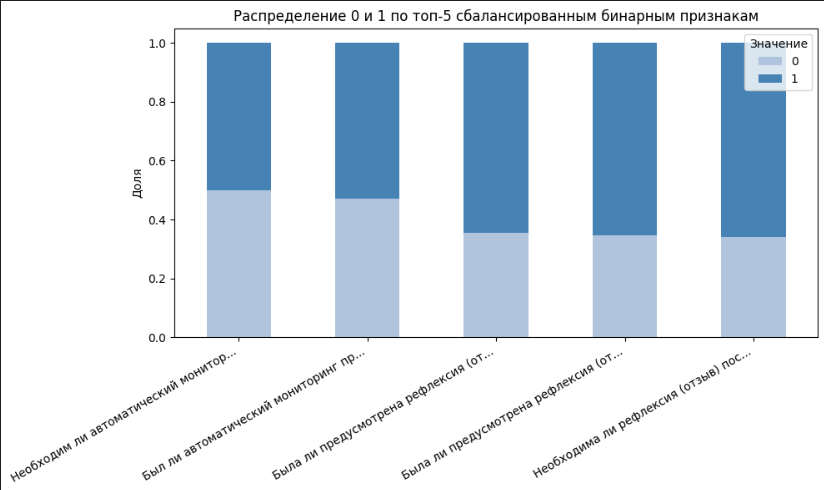 Распределение 0 и 1 по топ-5 сбалансированным бинарным признакам
Значение
0
1
Доля
1.0
0.8
0.6
0.4
0.2
0.0
Необходим ли автоматический монитор...
Был ли автоматический мониторинг пр...
Была ли предусмотрена рефлексия (от...
Была ли предусмотрена рефлексия (от...
Необходима ли рефлексия (отзыв) пос...